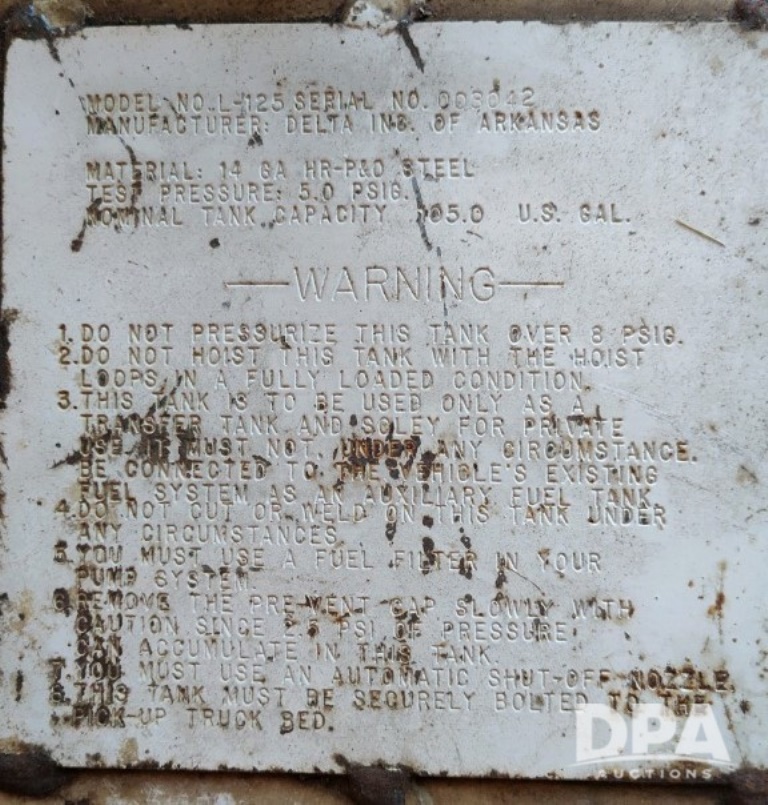 MODEL NO. L-125 SERIAL NO. 003042
MANUFACTURER: DELTA INC. OF ARKANSAS
MATERIAL: 14 GA HR-P&O STEEL
TEST PRESSURE: 5.0 PSIG.
NOMINAL TANK CAPACITY 105.0 U.S. GAL.
WARNING
1. DO NOT PRESSURIZE THIS TANK OVER 8 PSIG.
2. DO NOT HOIST THIS TANK WITH THE HOIST
LOOPS IN A FULLY LOADED CONDITION.
3. THIS TANK IS TO BE USED ONLY AS A
TRANSFER TANK AND SOLEY FOR PRIVATE
USE. IT MUST NOT, UNDER ANY CIRCUMSTANCE.
BE CONNECTED TO THE VEHICLE'S EXISTING
FUEL SYSTEM AS AN AUXILIARY FUEL TANK.
4. DO NOT CUT OR WELD ON THIS TANK UNDER
ANY CIRCUMSTANCES.
5. YOU MUST USE A FUEL FILTER IN YOUR
PUMP SYSTEM.
6. REMOVE THE PRE-VENT CAP SLOWLY WITH
CAUTION SINCE 2.5 PSI OF PRESSURE
CAN ACCUMULATE IN THIS TANK.
7. YOU MUST USE AN AUTOMATIC SHUT-OFF NOZZLE.
8. THIS TANK MUST BE SECURELY BOLTED TO THE
PICK-UP TRUCK BED.
DPA
AUCTIONS